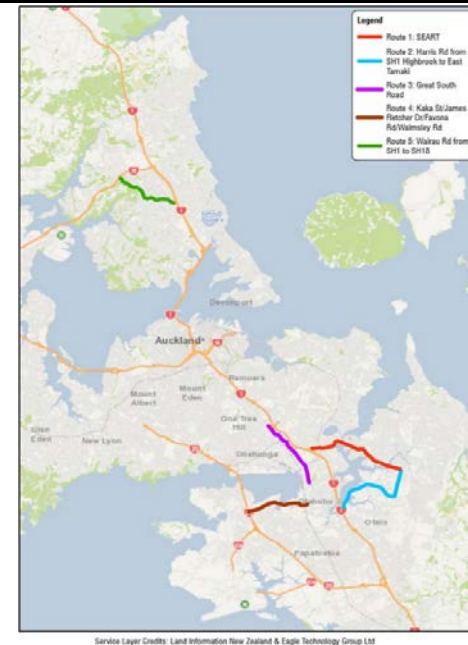 Legend
Route 1: SEART
Route 2: Harris Rd from
SH1 Highbrook to East
Tamaki
Route 3: Great South
Road
Route 4: Kaka St/James
Fletcher Dr/Favona
Rd/Walmsley Rd
Route 5: Wairau Rd from
SH1 to SH18
Devonport
Auckland
Remuera
Mount
Albert
Mount
Eden
One Tree
Hill
Glen
Eden
New Lynn
Onehunga
Otahuhu
Otara
Papatoetoe
Service Layer Credits: Land Information New Zealand & Eagle Technology Group Ltd